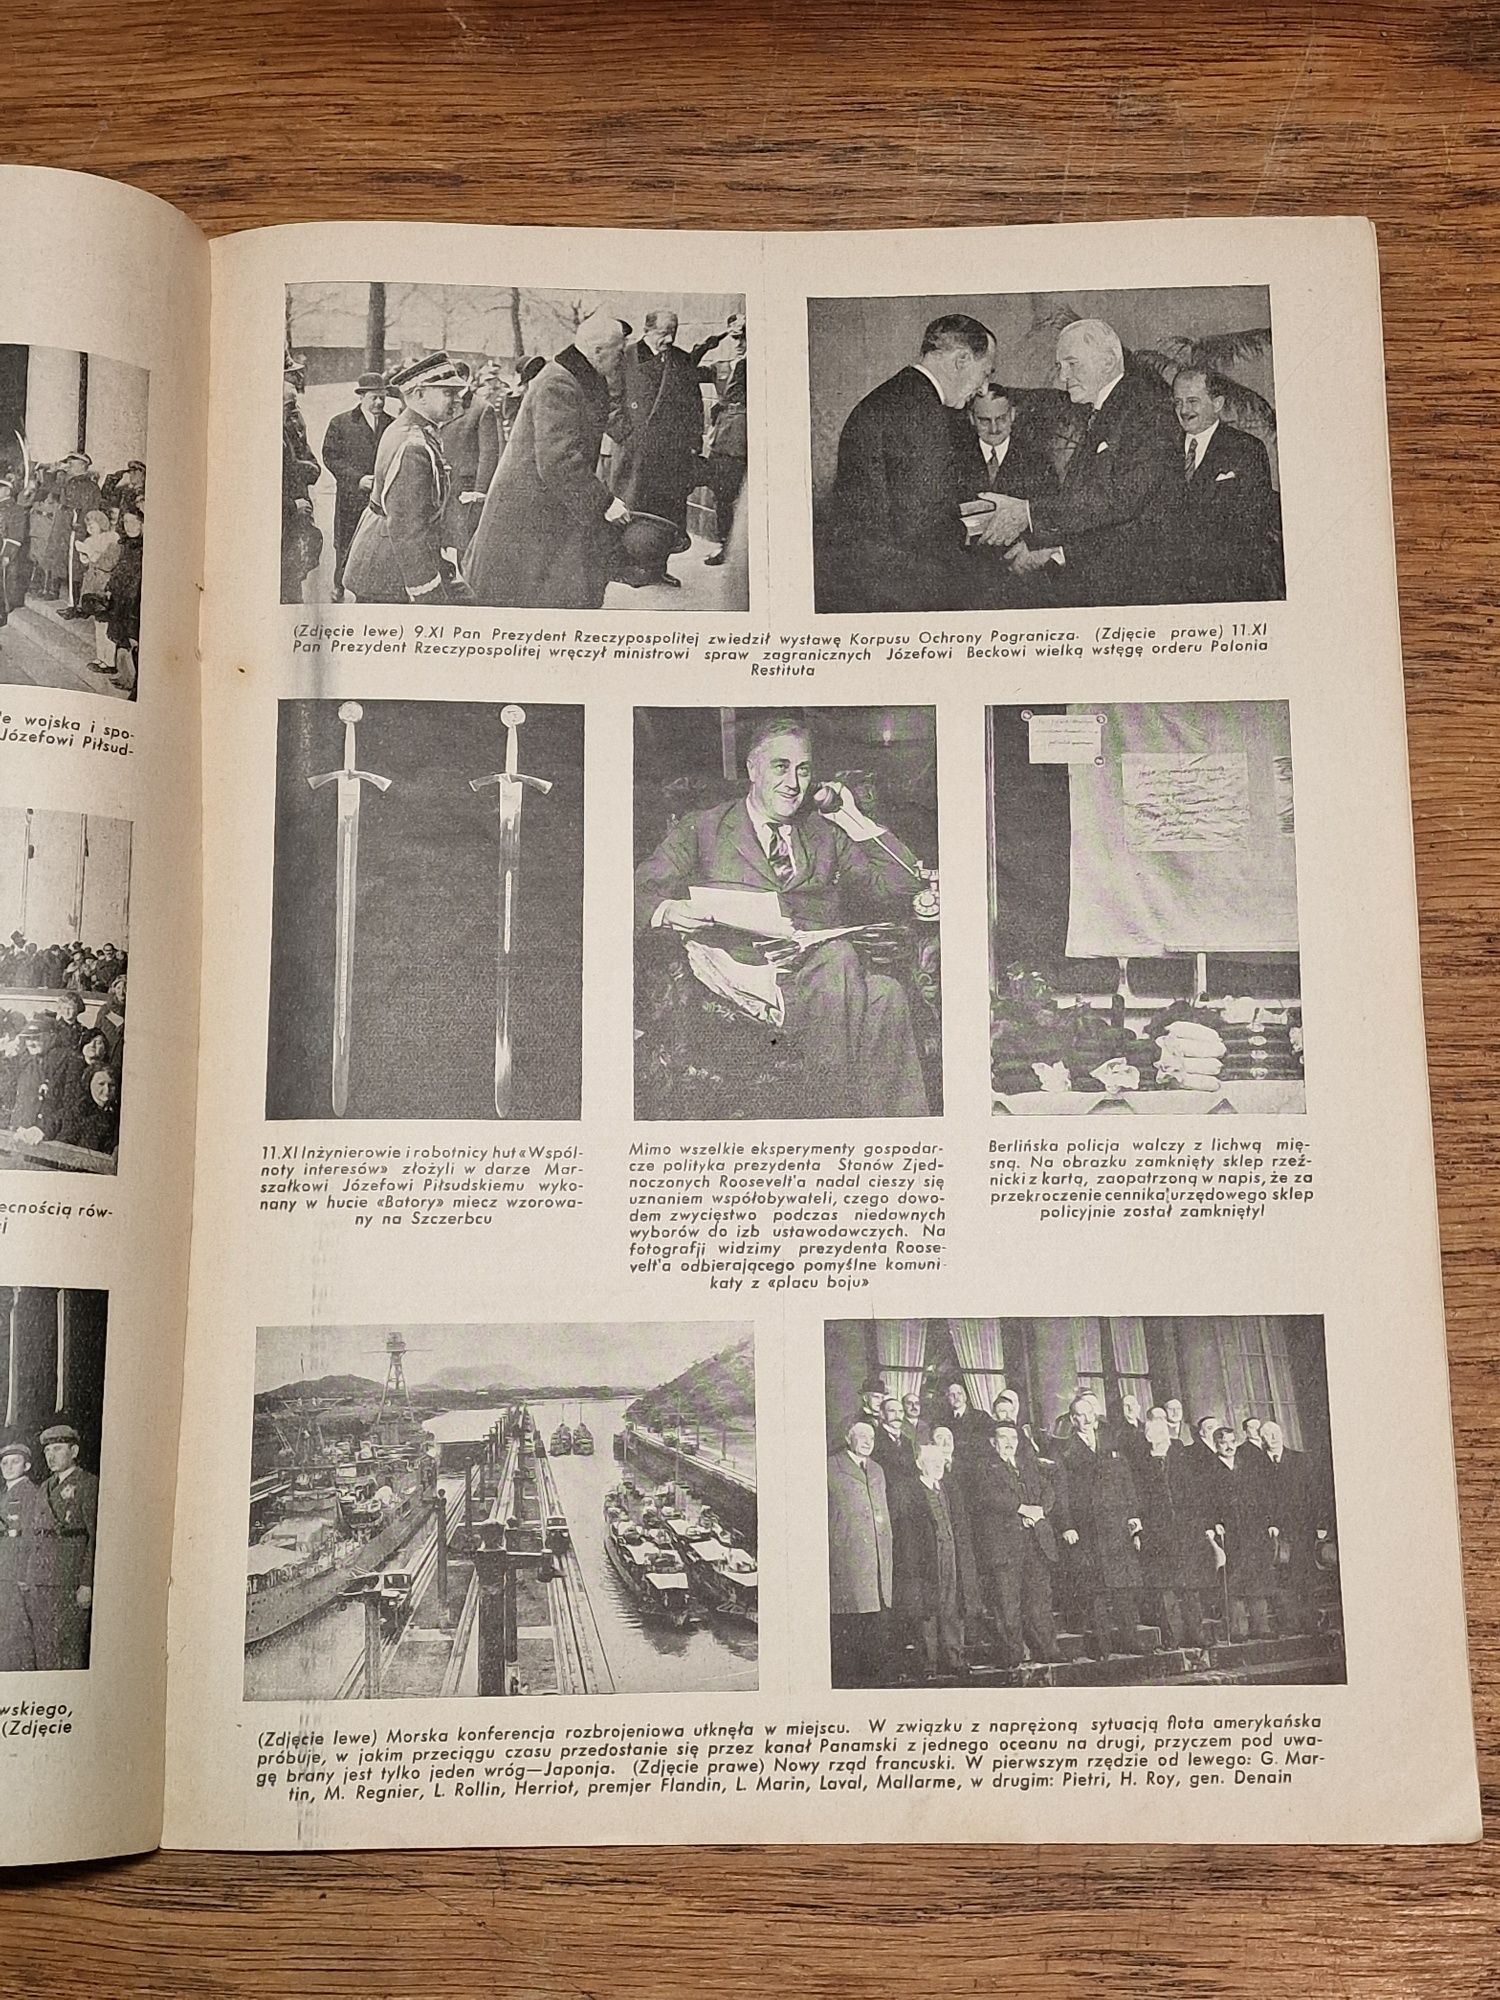 'e wojska i spo-
Józefowi Piłsud-
ecnością rów-
wskiego,
(Zdjęcie
(Zdjęcie lewe) 9.XI Pan Prezydent Rzeczypospolitej zwiedził wystawę Korpusu Ochrony Pogranicza. (Zdjęcie prawe) 11.XI
Pan Prezydent Rzeczypospolitej wręczył ministrowi spraw zagranicznych Józefowi Beckowi wielką wstęgę orderu Polonia
Restituta
11.XI Inżynierowie i robotnicy hut «Wspól-
noty interesów» złożyli w darze Mar-
szałkowi Józefowi Piłsudskiemu wyko-
nany w hucie «Batory» miecz wzorowa-
ny na Szczerbcu
Mimo wszelkie eksperymenty gospodar-
cze polityka prezydenta Stanów Zjed-
noczonych Roosevelt'a nadal cieszy się
uznaniem współobywateli, czego dowo-
dem zwycięstwo podczas niedawnych
wyborów do izb ustawodawczych. Na
fotografji widzimy prezydenta Roose-
velt'a odbierającego pomyślne komuni-
katy z «placu boju»
Berlińska policja walczy z lichwą mię-
sną. Na obrazku zamknięty sklep rzeź-
nicki z kartą, zaopatrzoną w napis, że za
przekroczenie cennika urzędowego sklep
policyjnie został zamknięty!
(Zdjęcie lewe) Morska konferencja rozbrojeniowa utknęła w miejscu. W związku z naprężoną sytuacją flota amerykańska
próbuje, w jakim przeciągu czasu przedostanie się przez kanał Panamski z jednego oceanu na drugi, przyczem pod uwa-
gę brany jest tylko jeden wróg—Japonja. (Zdjęcie prawe) Nowy rząd francuski. W pierwszym rzędzie od lewego: G. Mar-
tin, M. Regnier, L. Rollin, Herriot, premjer Flandin, L. Marin, Laval, Mallarme, w drugim: Pietri, H. Roy, gen. Denain